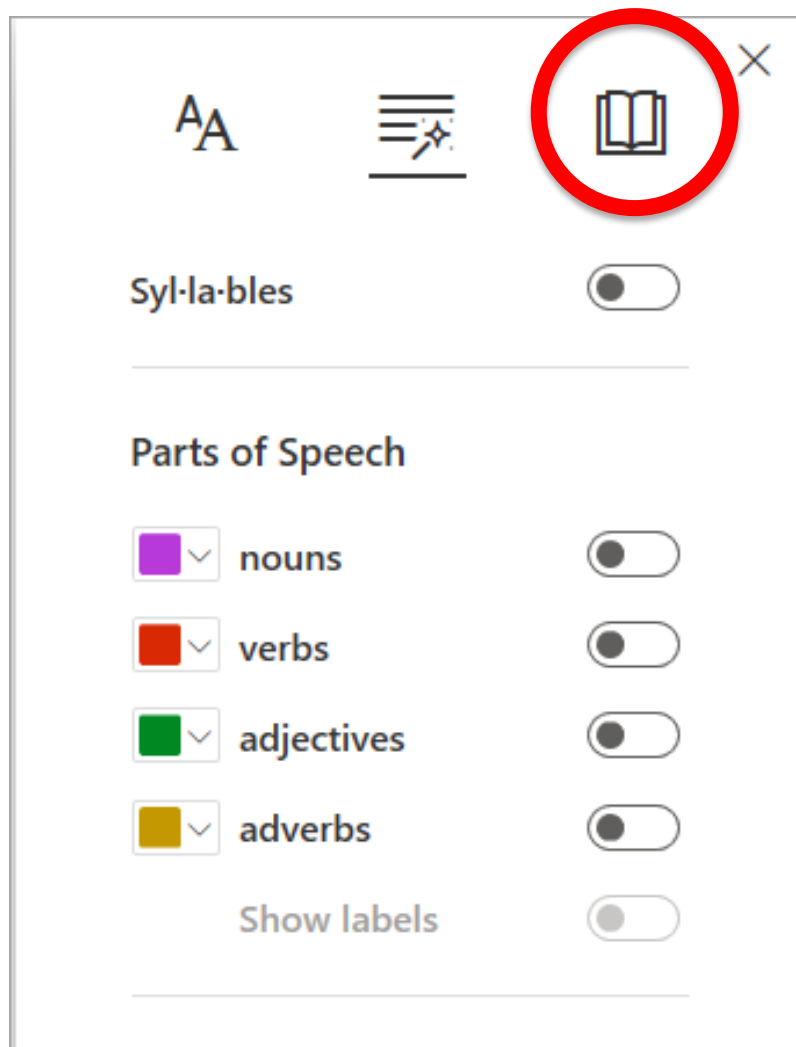 Syl·la·bles
Parts of Speech
nouns
verbs
adjectives
adverbs
Show labels